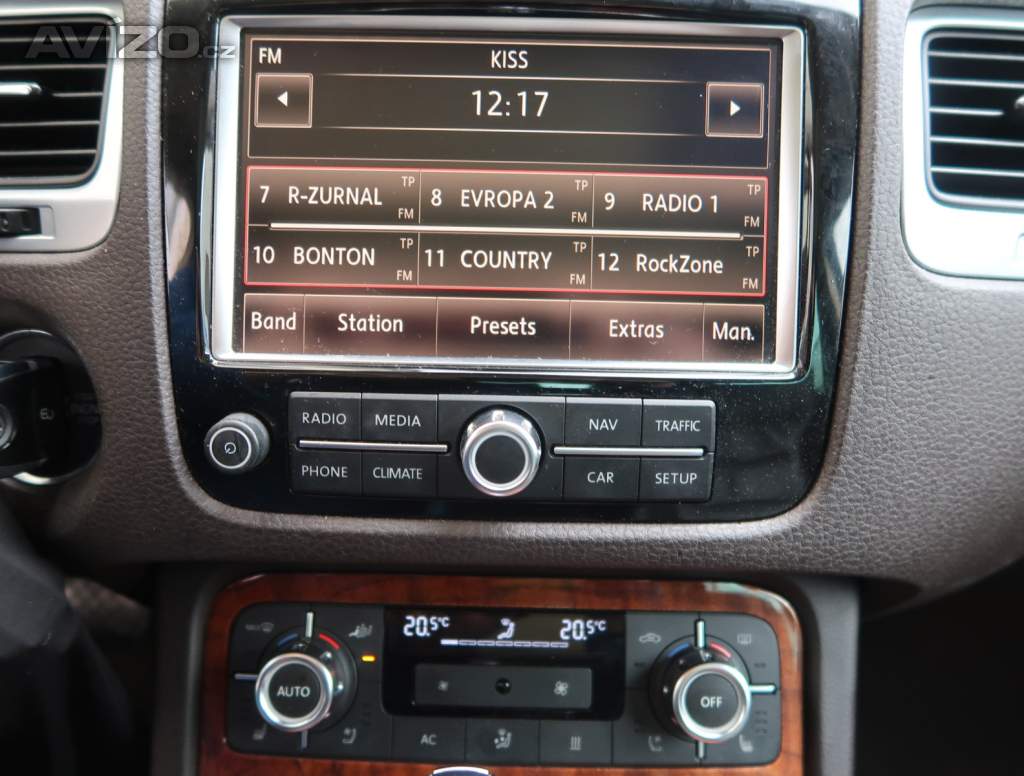 AVIZO.cz
FM KISS
12:17
7 R-ZURNAL TP FM 8 EVROPA 2 TP FM 9 RADIO 1 TP FM
10 BONTON TP FM 11 COUNTRY TP FM 12 RockZone TP FM
Band Station Presets Extras Man.
RADIO MEDIA NAV TRAFFIC
PHONE CLIMATE CAR SETUP
20.5°C 20.5°C
AUTO OFF
AC